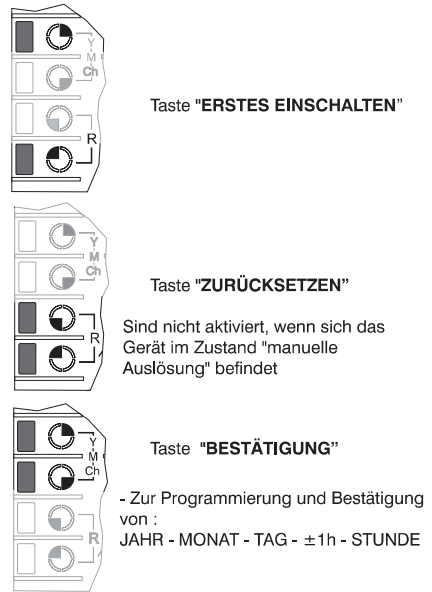 Y
M
Ch
R
Taste "ERSTES EINSCHALTEN"
Y
M
Ch
R
Taste "ZURÜCKSETZEN"
Sind nicht aktiviert, wenn sich das
Gerät im Zustand "manuelle
Auslösung" befindet
Y
M
Ch
R
Taste "BESTÄTIGUNG"
- Zur Programmierung und Bestätigung
von :
JAHR - MONAT - TAG - ±1h - STUNDE